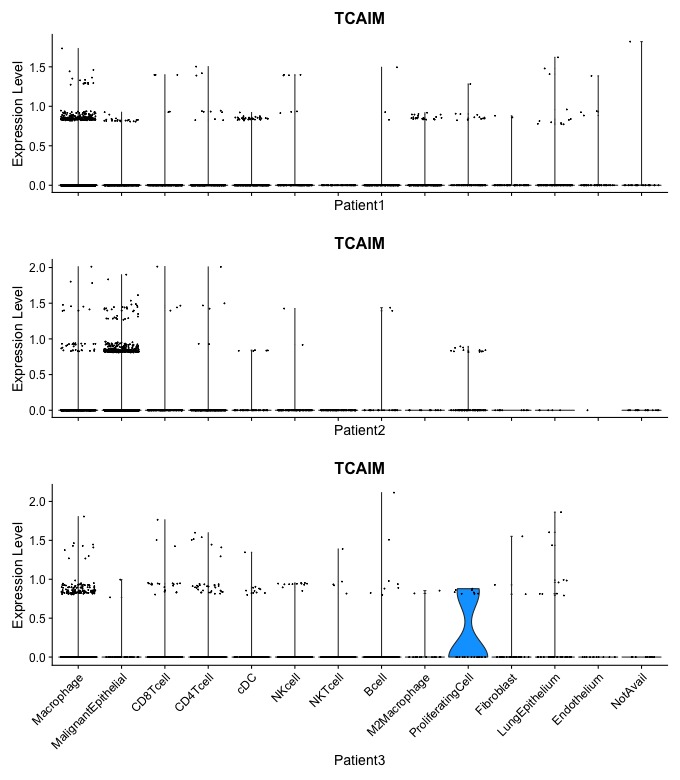 TCAIM
Expression Level
1.5
1.0
0.5
0.0
Patient1
TCAIM
Expression Level
2.0
1.5
1.0
0.5
0.0
Patient2
TCAIM
Expression Level
2.0
1.5
1.0
0.5
0.0
Macrophage
MalignantEpithelial
CD8Tcell
CD4Tcell
cDC
NKcell
NKTcell
Bcell
M2Macrophage
ProliferatingCell
Fibroblast
LungEpithelium
Endothelium
NotAvail
Patient3